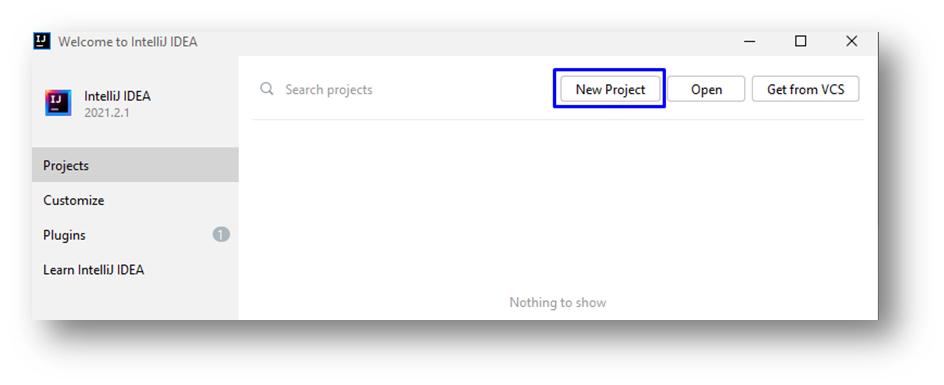 Welcome to IntelliJ IDEA
IntelliJ IDEA
2021.2.1
Search projects
New Project
Open
Get from VCS
Projects
Customize
Plugins
1
Learn IntelliJ IDEA
Nothing to show